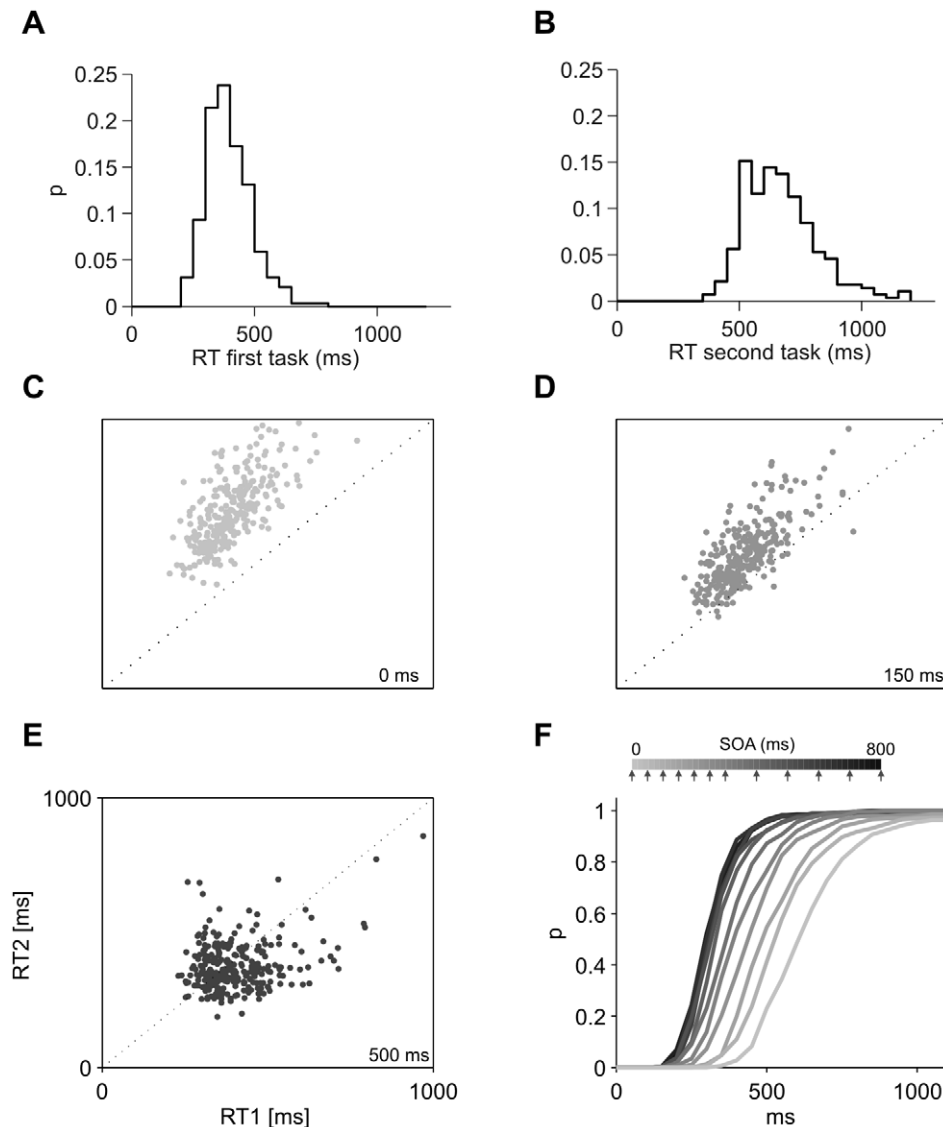 A
0.25
0.2
0.15
p
0.1
0.05
0
0 500 1000
RT first task (ms)
B
0.25
0.2
0.15
0.1
0.05
0
0 500 1000
RT second task (ms)
C
0 ms
D
150 ms
E
1000
RT2 [ms]
500 ms
0
0 1000
RT1 [ms]
F
0 SOA (ms) 800
1
0.8
0.6
p
0.4
0.2
0
0 500 1000
ms